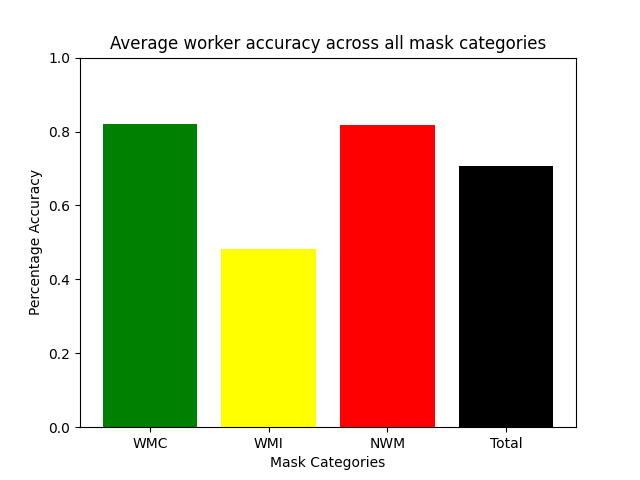 Average worker accuracy across all mask categories
1.0
0.8
0.6
0.4
0.2
0.0
Percentage Accuracy
WMC WMI NWM Total
Mask Categories